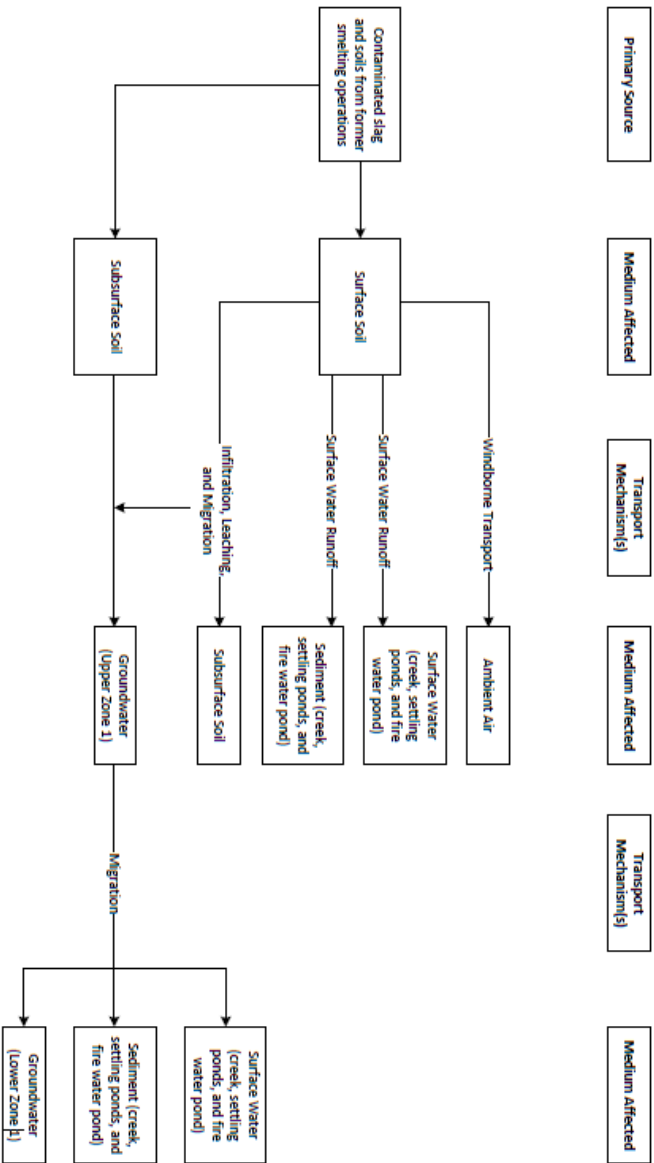 Primary Source
Medium Affected
Transport
Mechanism(s)
Medium Affected
Transport
Mechanism(s)
Medium Affected
Contaminated slag
and soils from former
smelting operations
Surface Soil
Subsurface Soil
Windborne Transport
Surface Water Runoff
Surface Water Runoff
Infiltration, Leaching,
and Migration
Ambient Air
Surface Water
(creek, settling
ponds, and fire
water pond)
Sediment (creek,
settling ponds, and
fire water pond)
Subsurface Soil
Groundwater
(Upper Zone 1)
Migration
Surface Water
(creek, settling
ponds, and fire
water pond)
Sediment (creek,
settling ponds, and
fire water pond)
Groundwater
(Lower Zone 1)